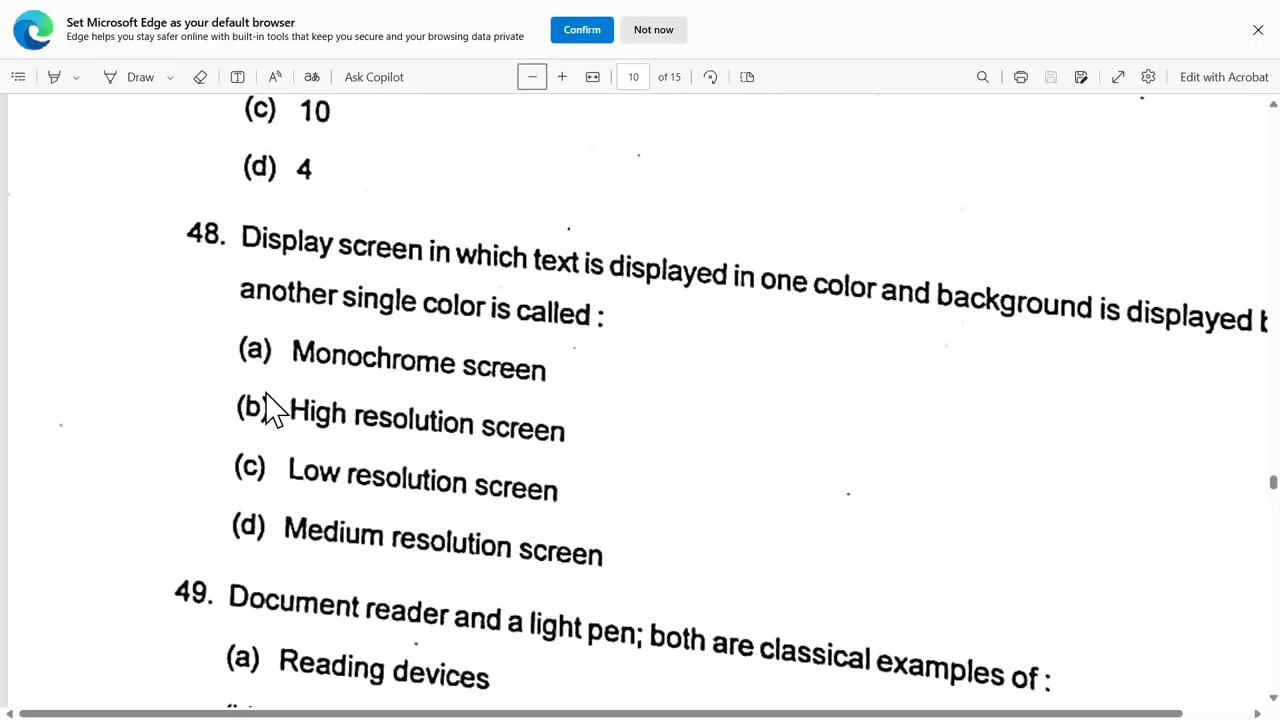 Set Microsoft Edge as your default browser
Edge helps you stay safer online with built-in tools that keep you secure and your browsing data private
Confirm
Not now
Draw
Ask Copilot
10 of 15
Edit with Acrobat
(c) 10
(d) 4
48. Display screen in which text is displayed in one color and background is displayed
another single color is called :
(a) Monochrome screen
(b) High resolution screen
(c) Low resolution screen
(d) Medium resolution screen
49. Document reader and a light pen; both are classical examples of :
(a) Reading devices